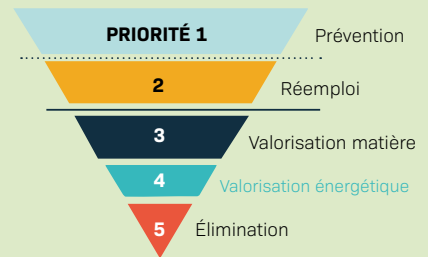 PRIORITÉ 1 Prévention
2 Réemploi
3 Valorisation matière
4 Valorisation énergétique
5 Élimination